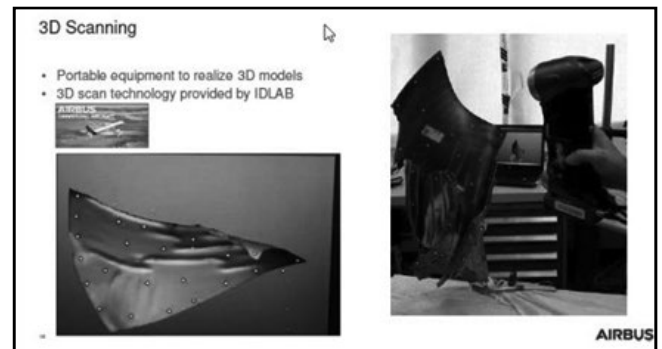 3D Scanning
• Portable equipment to realize 3D models
• 3D scan technology provided by IDLAB
AIRBUS
AIRBUS